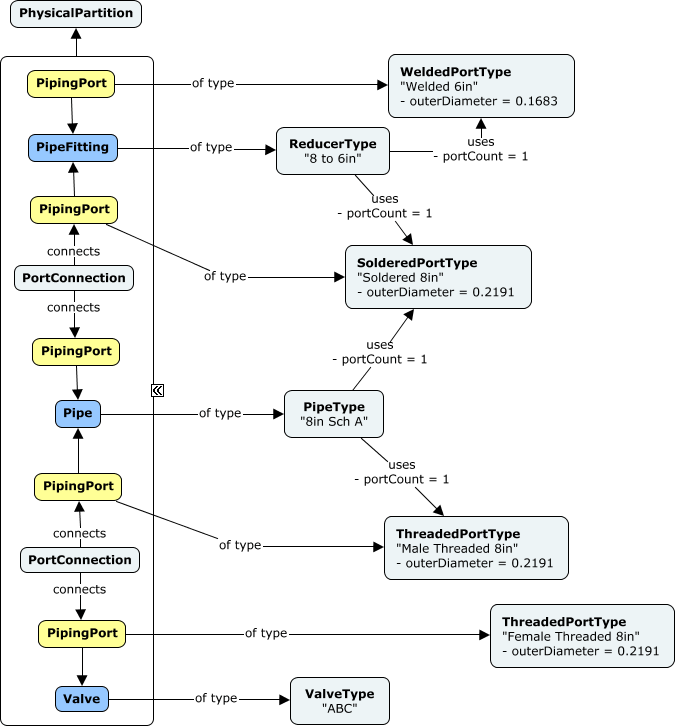 PhysicalPartition
PipingPort
of type
WeldedPortType
"Welded 6in"
- outerDiameter = 0.1683
PipeFitting
of type
ReducerType
"8 to 6in"
uses
- portCount = 1
uses
- portCount = 1
PipingPort
connects
of type
SolderedPortType
"Soldered 8in"
- outerDiameter = 0.2191
PortConnection
connects
PipingPort
uses
- portCount = 1
«
Pipe
of type
PipeType
"8in Sch A"
uses
- portCount = 1
PipingPort
connects
of type
ThreadedPortType
"Male Threaded 8in"
- outerDiameter = 0.2191
PortConnection
connects
PipingPort
of type
ThreadedPortType
"Female Threaded 8in"
- outerDiameter = 0.2191
Valve
of type
ValveType
"ABC"